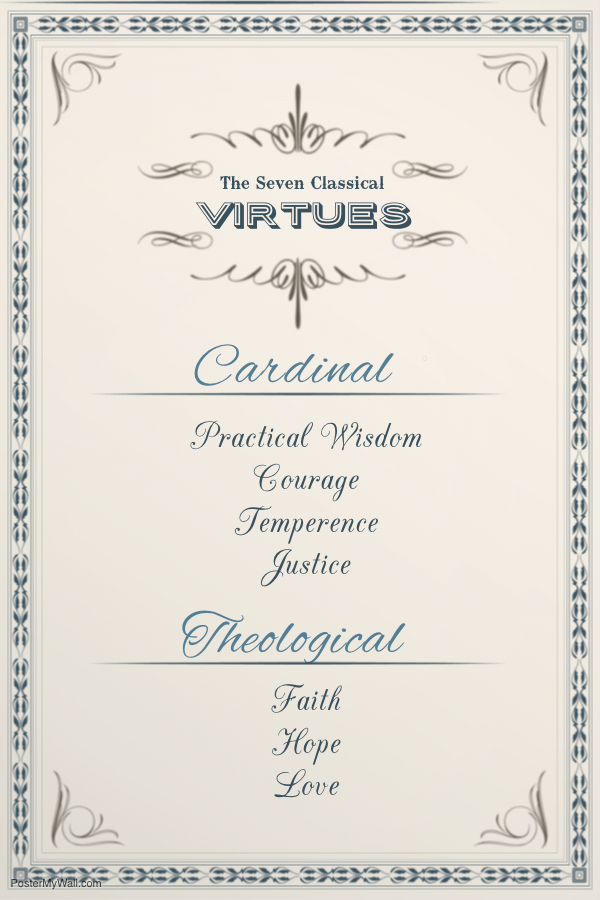 The Seven Classical
VIRTUES
Cardinal
Practical Wisdom
Courage
Temperence
Justice
Theological
Faith
Hope
Love
PosterMyWall.com